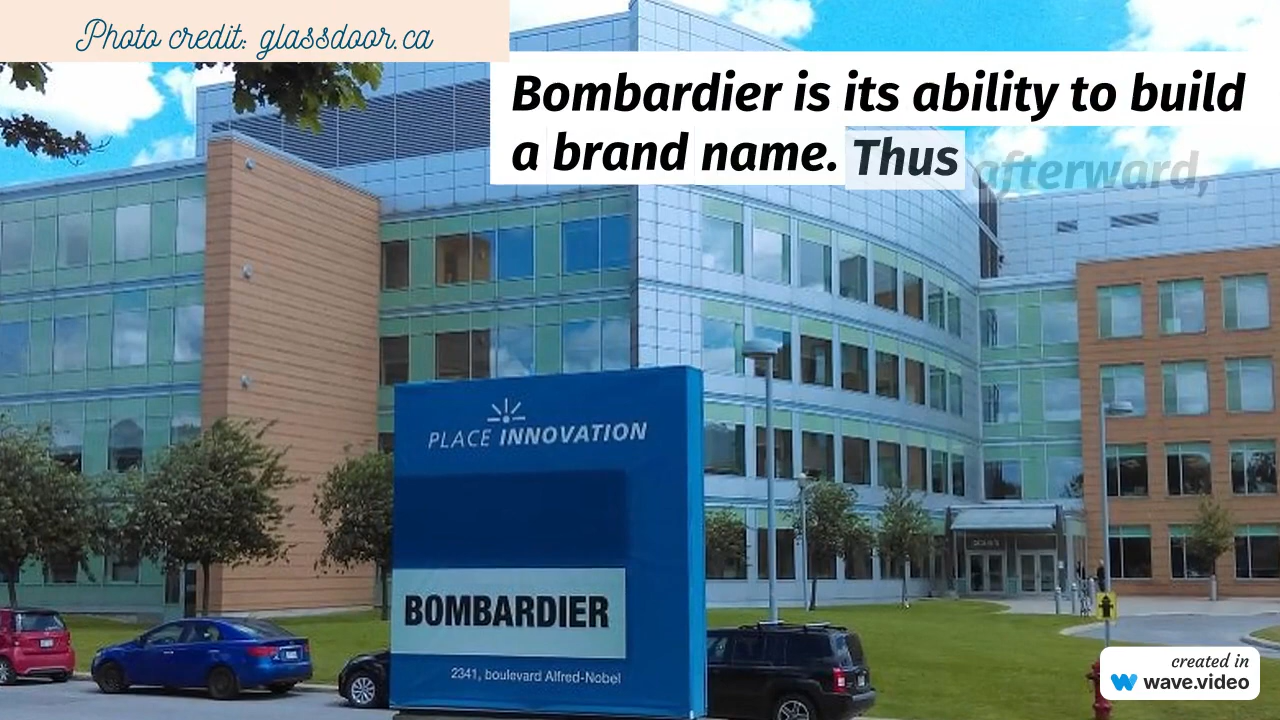 Photo credit: glassdoor.ca
Bombardier is its ability to build
a brand name. Thus afterward,
PLACE INNOVATION
BOMBARDIER
2341, boulevard Alfred-Nobel
created in
wave.video